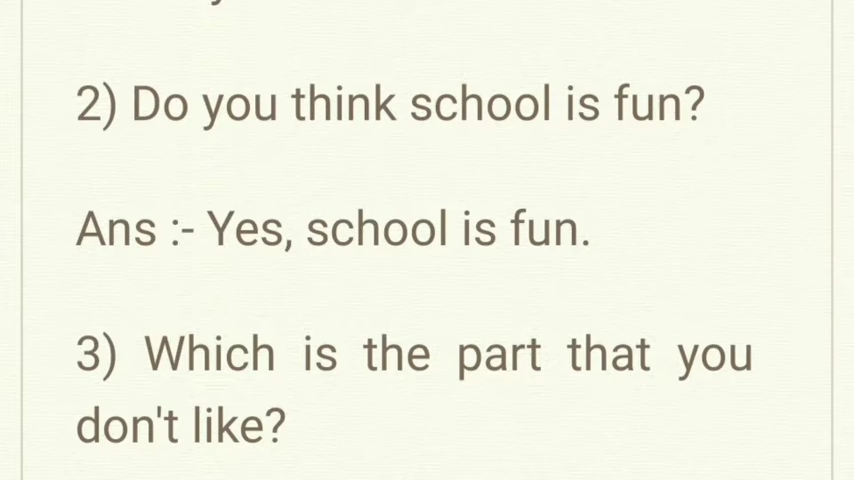 2) Do you think school is fun?
Ans :- Yes, school is fun.
3) Which is the part that you
don't like?